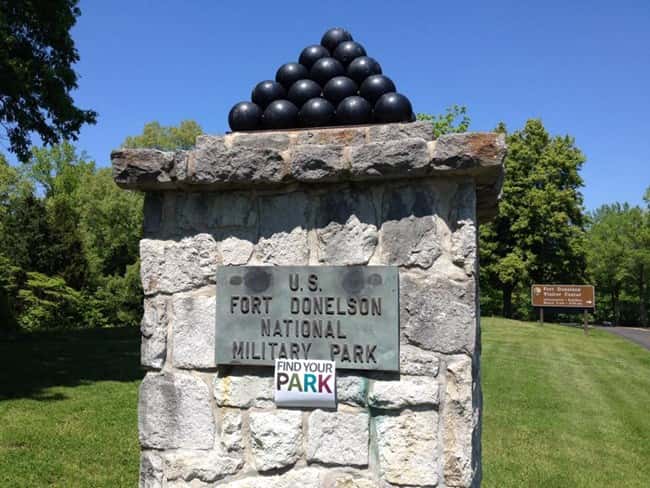 U.S.
FORT DONELSON
NATIONAL
MILITARY PARK
FIND YOUR
PARK
Fort Donelson
Visitor Center